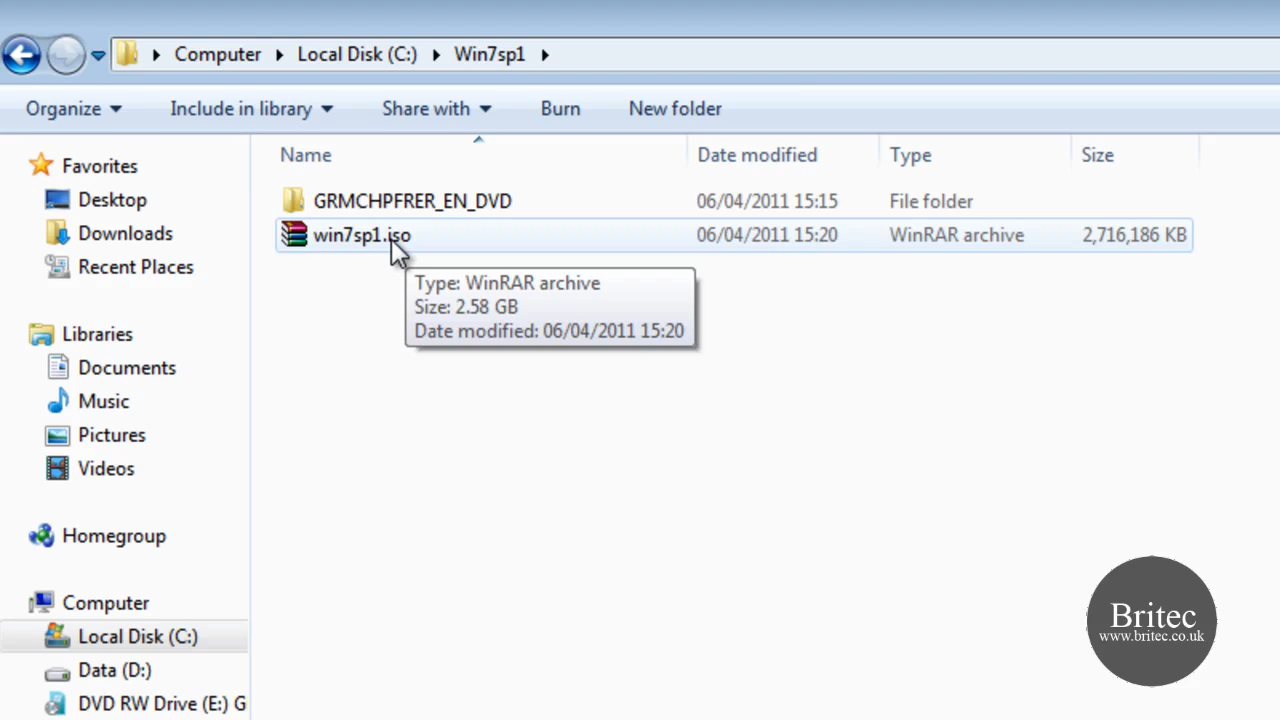 Computer Local Disk (C:) Win7sp1
Organize Include in library Share with Burn New folder
Name Date modified Type Size
Favorites
Desktop
Downloads
Recent Places
Libraries
Documents
Music
Pictures
Videos
Homegroup
Computer
Local Disk (C:)
Data (D:)
DVD RW Drive (E:) G
GRMCHPFRER_EN_DVD 06/04/2011 15:15 File folder
win7sp1.iso 06/04/2011 15:20 WinRAR archive 2,716,186 KB
Type: WinRAR archive
Size: 2.58 GB
Date modified: 06/04/2011 15:20
Britec
www.britec.co.uk